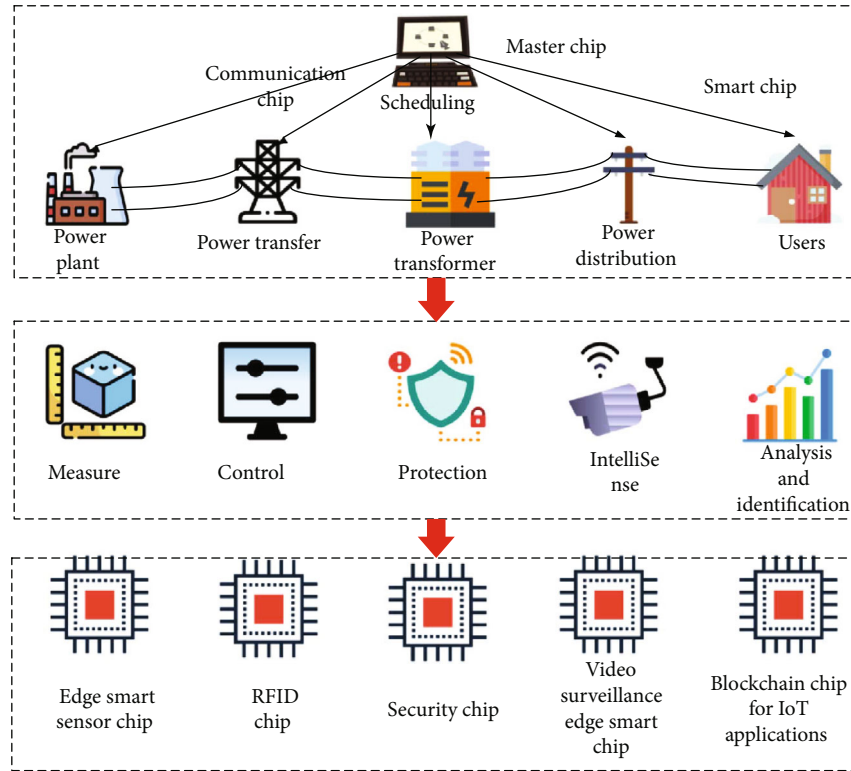 Master chip
Communication
chip
Smart chip
Scheduling
Power
plant
Power transfer
Power
transformer
Power
distribution
Users
Measure
Control
Protection
IntelliSe
nse
Analysis
and
identification
Edge smart
sensor chip
RFID
chip
Security chip
Video
surveillance
edge smart
chip
Blockchain chip
for IoT
applications